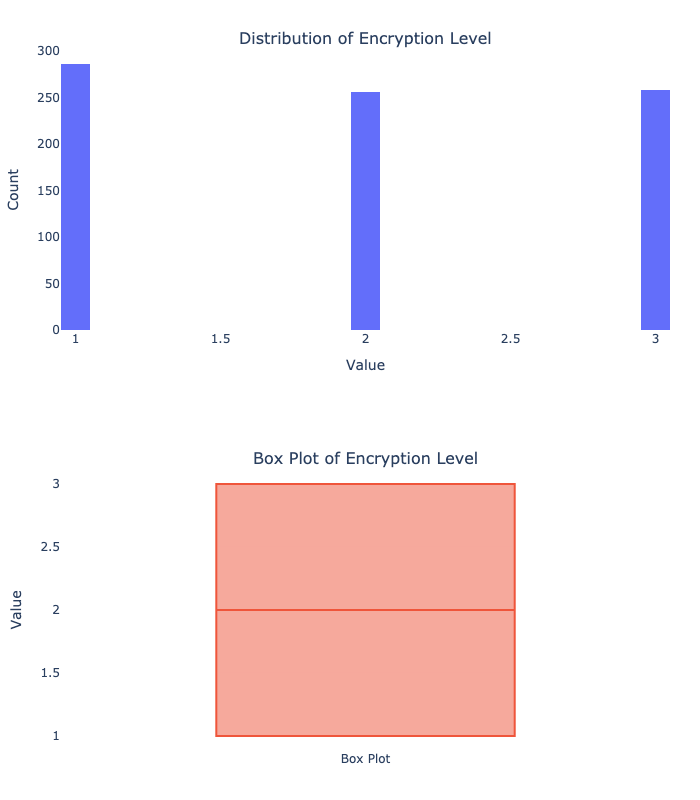 Distribution of Encryption Level
300
250
200
150
100
50
0
Count
1 1.5 2 2.5 3
Value
Box Plot of Encryption Level
3
2.5
2
1.5
1
Value
Box Plot